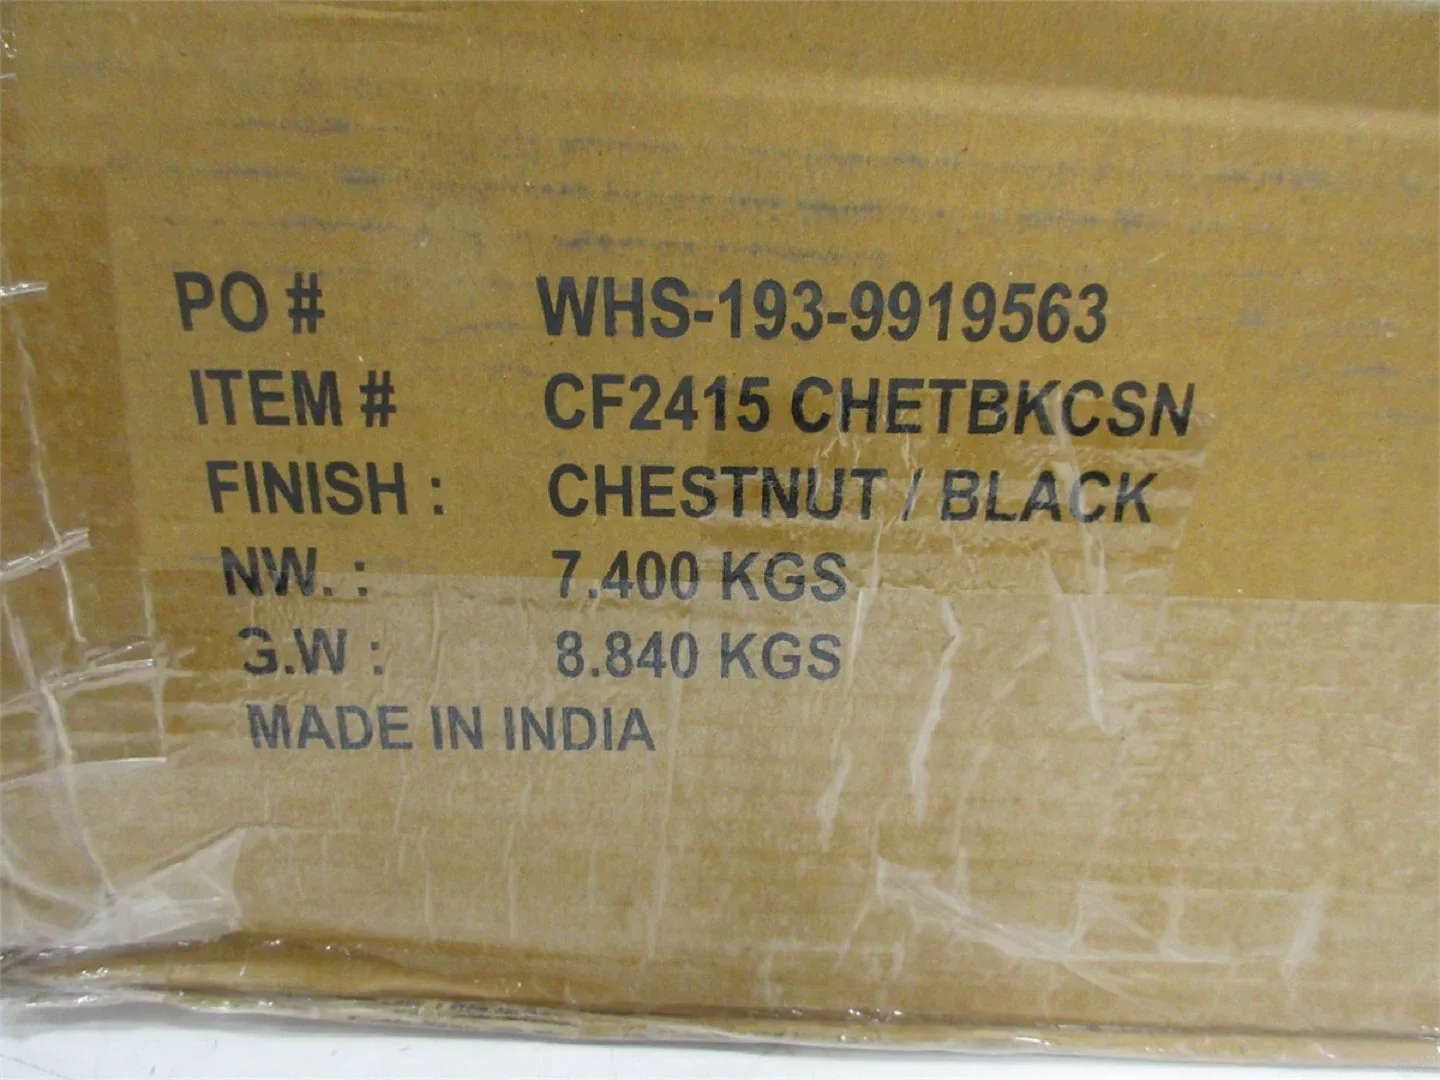 PO # WHS-193-9919563
ITEM # CF2415 CHETBKCSN
FINISH : CHESTNUT / BLACK
NW. : 7.400 KGS
G.W : 8.840 KGS
MADE IN INDIA